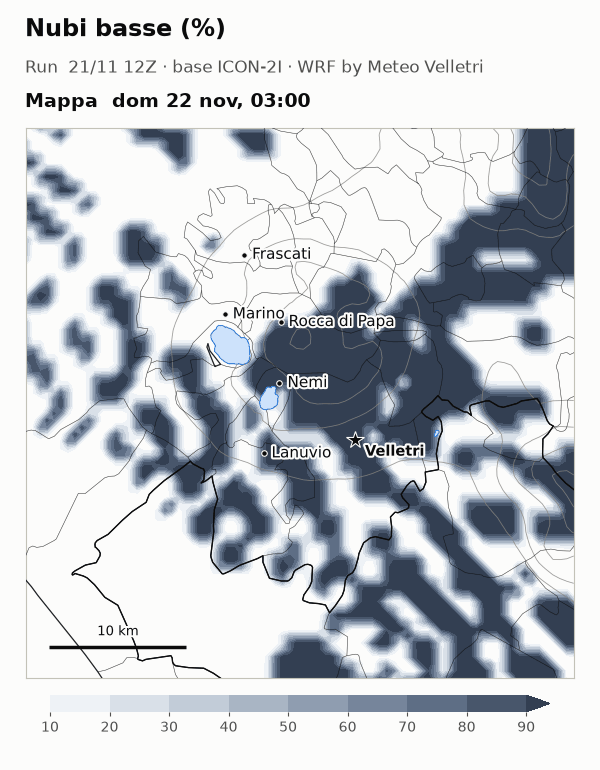 Nubi basse (%)
Run  21/11 12Z · base ICON-2I · WRF by Meteo Velletri
Mappa  dom 22 nov, 03:00
Frascati
Marino
Rocca di Papa
Nemi
Velletri
Lanuvio
10 km
10 20 30 40 50 60 70 80 90